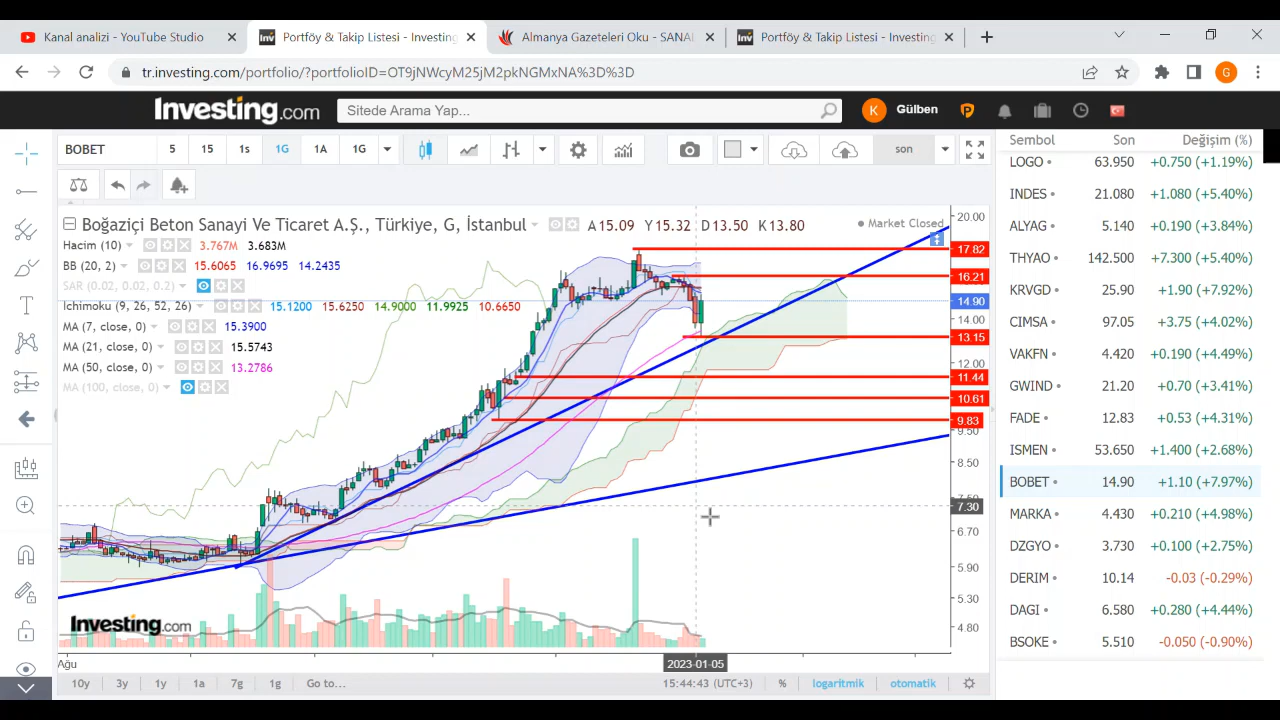 Kanal analizi - YouTube Studio
Portföy & Takip Listesi - Investing
Almanya Gazeteleri Oku - SANAL
Portföy & Takip Listesi - Investing
tr.investing.com/portfolio/?portfolioID=OT9jNWcyM25jM2pkNGMxNA%3D%3D
G
Investing.com
Sitede Arama Yap...
K
Gülben
P
BOBET
5
15
1s
1G
1A
1G
son
Sembol
Son
Değişim (%)
Boğaziçi Beton Sanayi Ve Ticaret A.Ş., Türkiye, G, İstanbul
A15.09 Y15.32 D13.50 K13.80
Market Closed
Hacim (10) 3.767M 3.683M
BB (20, 2) 15.6065 16.9695 14.2435
SAR (0.02, 0.02, 0.2)
Ichimoku (9, 26, 52, 26) 15.1200 15.6250 14.9000 11.9925 10.6650
MA (7, close, 0) 15.3900
MA (21, close, 0) 15.5743
MA (50, close, 0) 13.2786
MA (100, close, 0)
20.00
17.82
16.21
14.90
14.00
13.15
12.00
11.44
10.61
9.83
9.50
8.50
7.50
7.30
6.70
5.90
5.30
4.80
LOGO 63.950 +0.750 (+1.19%)
INDES 21.080 +1.080 (+5.40%)
ALYAG 5.140 +0.190 (+3.84%)
THYAO 142.500 +7.300 (+5.40%)
KRVGD 25.90 +1.90 (+7.92%)
CIMSA 97.05 +3.75 (+4.02%)
VAKFN 4.420 +0.190 (+4.49%)
GWIND 21.20 +0.70 (+3.41%)
FADE 12.83 +0.53 (+4.31%)
ISMEN 53.650 +1.400 (+2.68%)
BOBET 14.90 +1.10 (+7.97%)
MARKA 4.430 +0.210 (+4.98%)
DZGYO 3.730 +0.100 (+2.75%)
DERIM 10.14 -0.03 (-0.29%)
DAGI 6.580 +0.280 (+4.44%)
BSOKE 5.510 -0.050 (-0.90%)
Investing.com
Ağu
2023-01-05
10y 3y 1y 1a 7g 1g Go to...
15:44:43 (UTC+3) % logaritmik otomatik